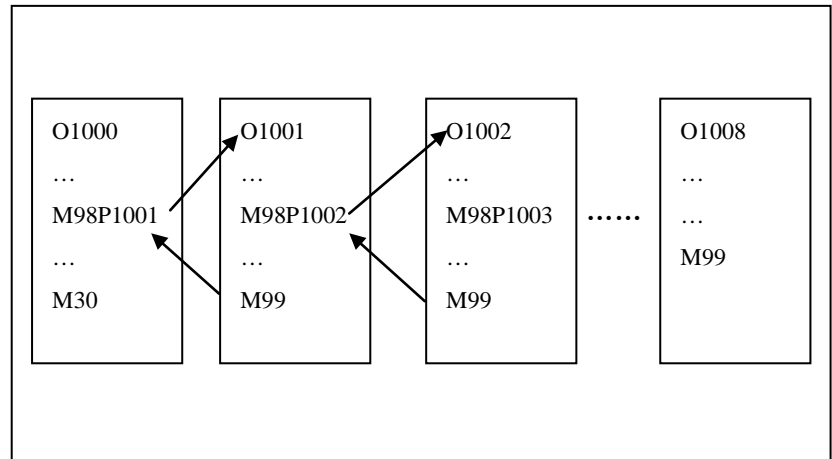 O1000
…
M98P1001
…
M30
O1001
…
M98P1002
…
M99
O1002
…
M98P1003
…
M99
……
O1008
…
…
M99